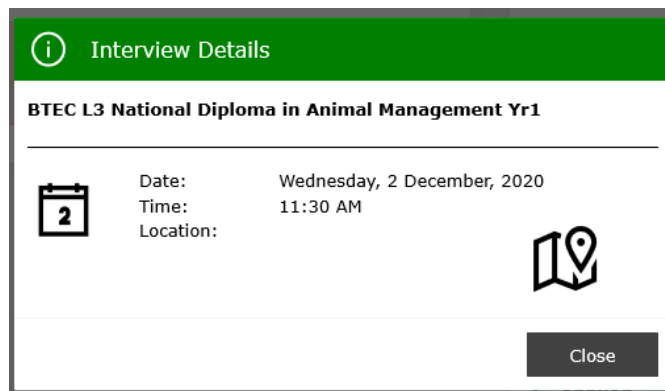 Interview Details
BTEC L3 National Diploma in Animal Management Yr1
2
Date: Wednesday, 2 December, 2020
Time: 11:30 AM
Location:
Close